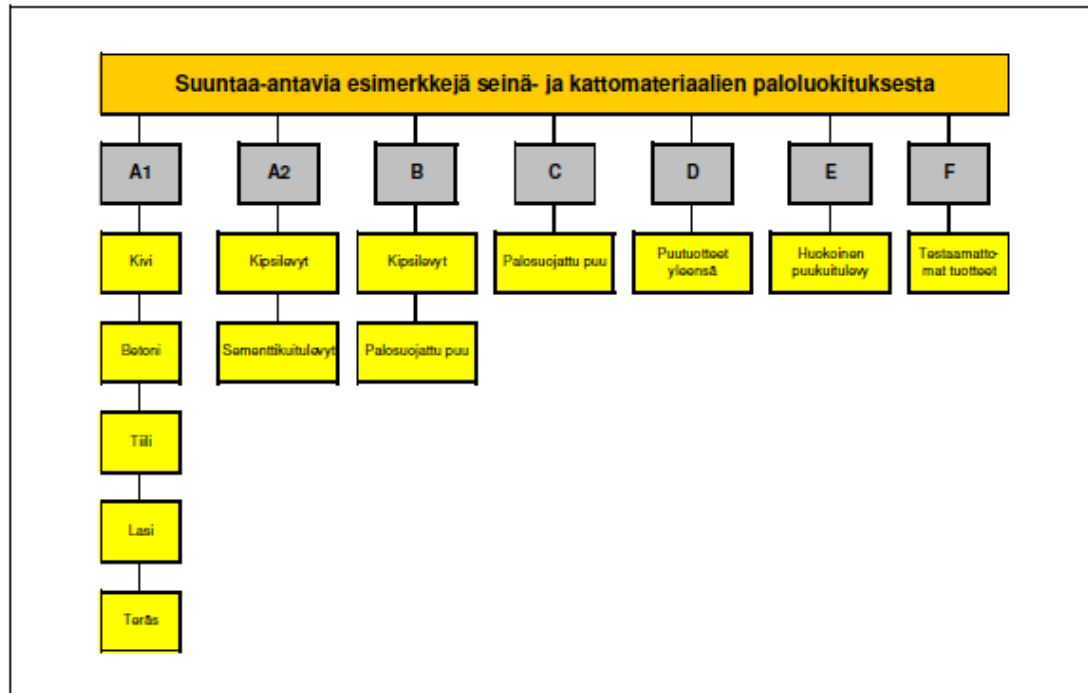 Suuntaa-antavia esimerkkejä seinä- ja kattomateriaalien paloluokituksesta
A1
A2
B
C
D
E
F
Kivi
Kipsilevyt
Kipsilevyt
Palosuojattu puu
Puutuotteet
yleensä
Huokoinen
puukuitulevy
Testaamatto-
mat tuotteet
Betoni
Sementtikuitulevyt
Palosuojattu puu
Tiili
Lasi
Teräs